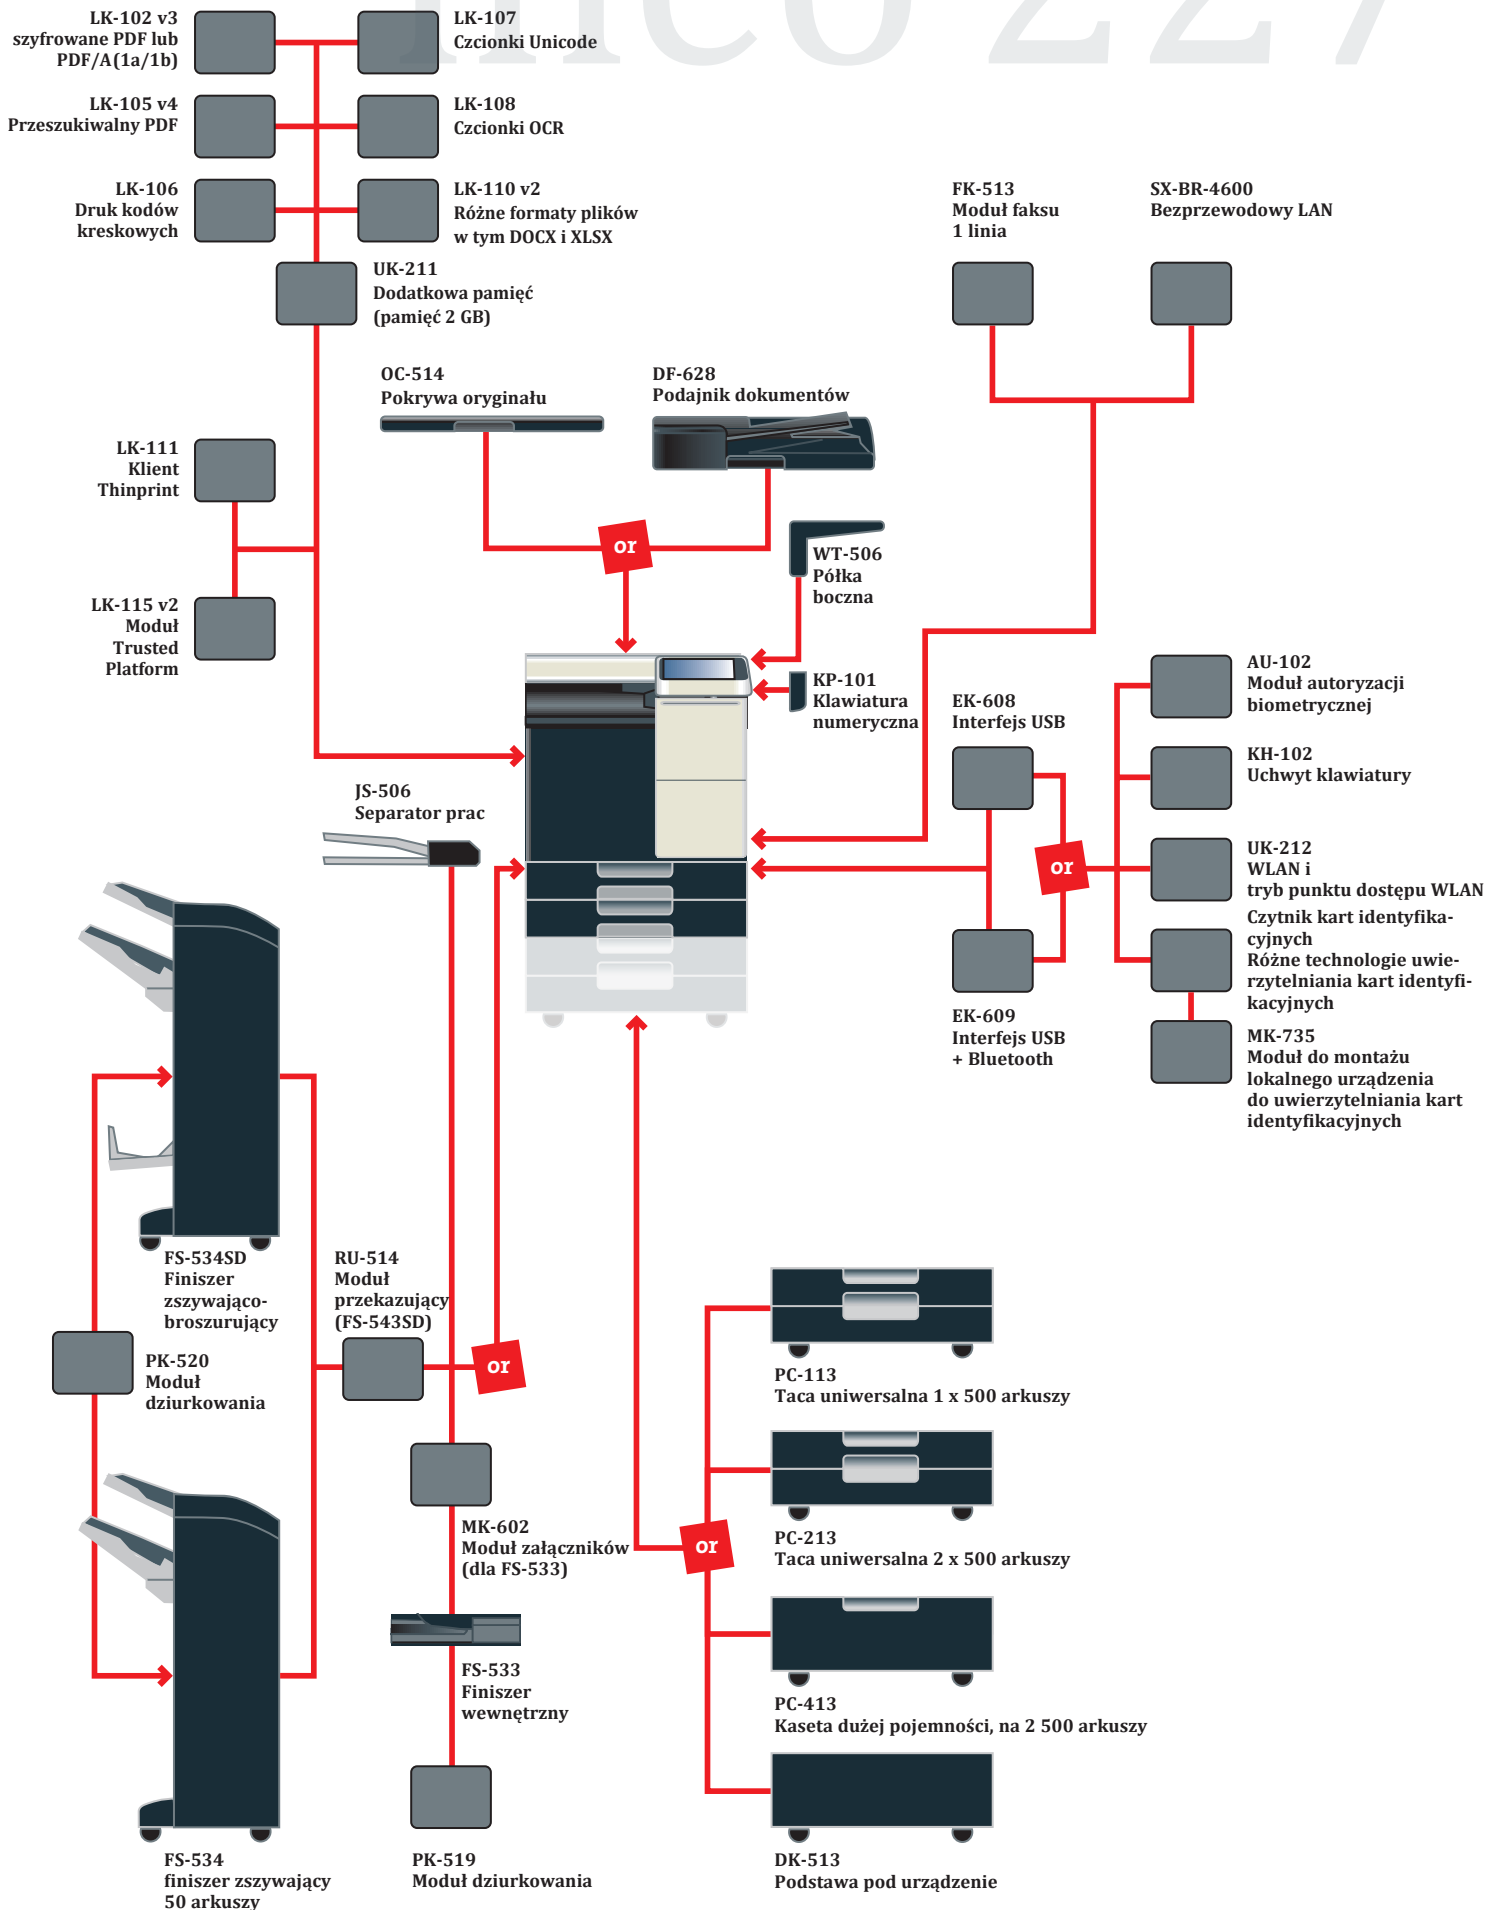 ineo 227
LK-102 v3
szyfrowane PDF lub
PDF/A(1a/1b)
LK-107
Czcionki Unicode
LK-105 v4
Przeszukiwalny PDF
LK-108
Czcionki OCR
LK-106
Druk kodów
kreskowych
LK-110 v2
Różne formaty plików
w tym DOCX i XLSX
UK-211
Dodatkowa pamięć
(pamięć 2 GB)
FK-513
Moduł faksu
1 linia
SX-BR-4600
Bezprzewodowy LAN
OC-514
Pokrywa oryginału
DF-628
Podajnik dokumentów
LK-111
Klient
Thinprint
or
WT-506
Półka
boczna
LK-115 v2
Moduł
Trusted
Platform
KP-101
Klawiatura
numeryczna
EK-608
Interfejs USB
AU-102
Moduł autoryzacji
biometrycznej
KH-102
Uchwyt klawiatury
JS-506
Separator prac
or
UK-212
WLAN i
tryb punktu dostępu WLAN
Czytnik kart identyfika-
cyjnych
Różne technologie uwie-
rzytelniania kart identyfi-
kacyjnych
EK-609
Interfejs USB
+ Bluetooth
MK-735
Moduł do montażu
lokalnego urządzenia
do uwierzytelniania kart
identyfikacyjnych
FS-534SD
Finiszer
zszywająco-
broszurujący
RU-514
Moduł
przekazujący
(FS-543SD)
or
PK-520
Moduł
dziurkowania
PC-113
Taca uniwersalna 1 x 500 arkuszy
MK-602
Moduł załączników
(dla FS-533)
or
PC-213
Taca uniwersalna 2 x 500 arkuszy
FS-533
Finiszer
wewnętrzny
PC-413
Kaseta dużej pojemności, na 2 500 arkuszy
FS-534
finiszer zszywający
50 arkuszy
PK-519
Moduł dziurkowania
DK-513
Podstawa pod urządzenie